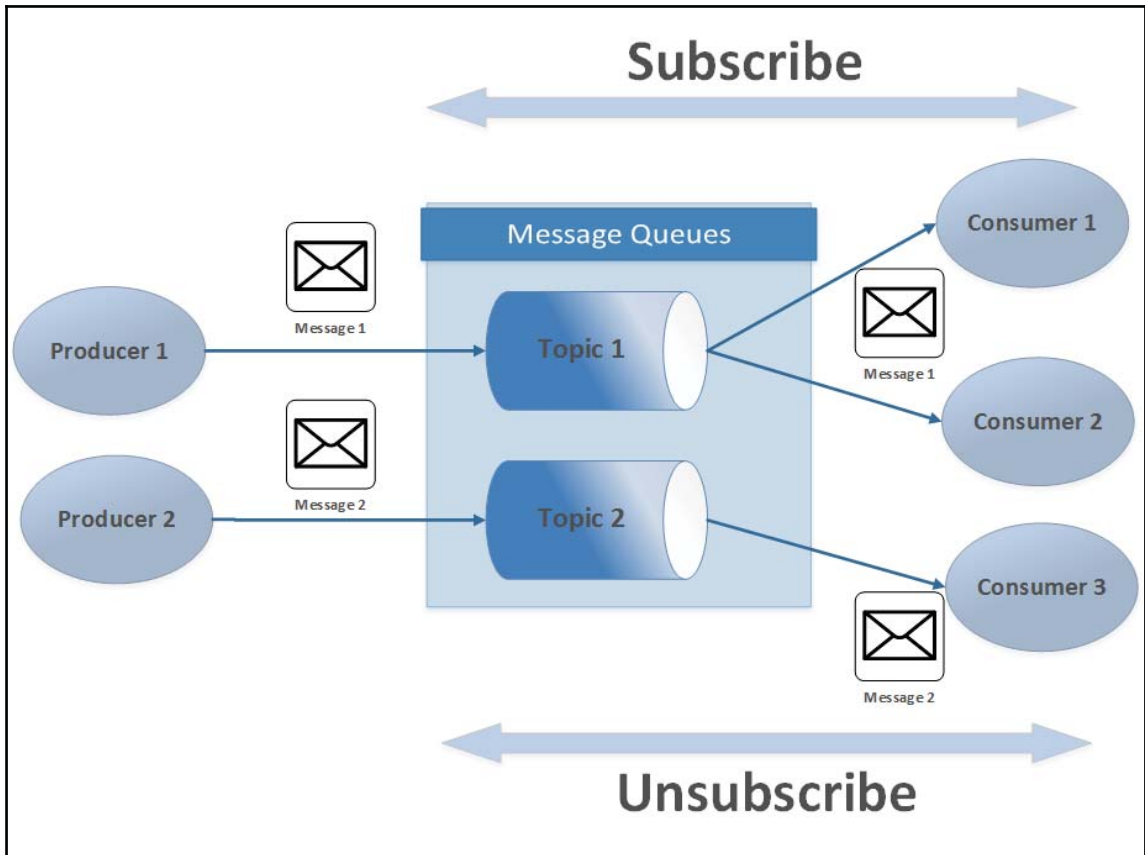 Subscribe
Message Queues
Consumer 1
Message 1
Producer 1
Topic 1
Message 1
Consumer 2
Message 2
Producer 2
Topic 2
Consumer 3
Message 2
Unsubscribe